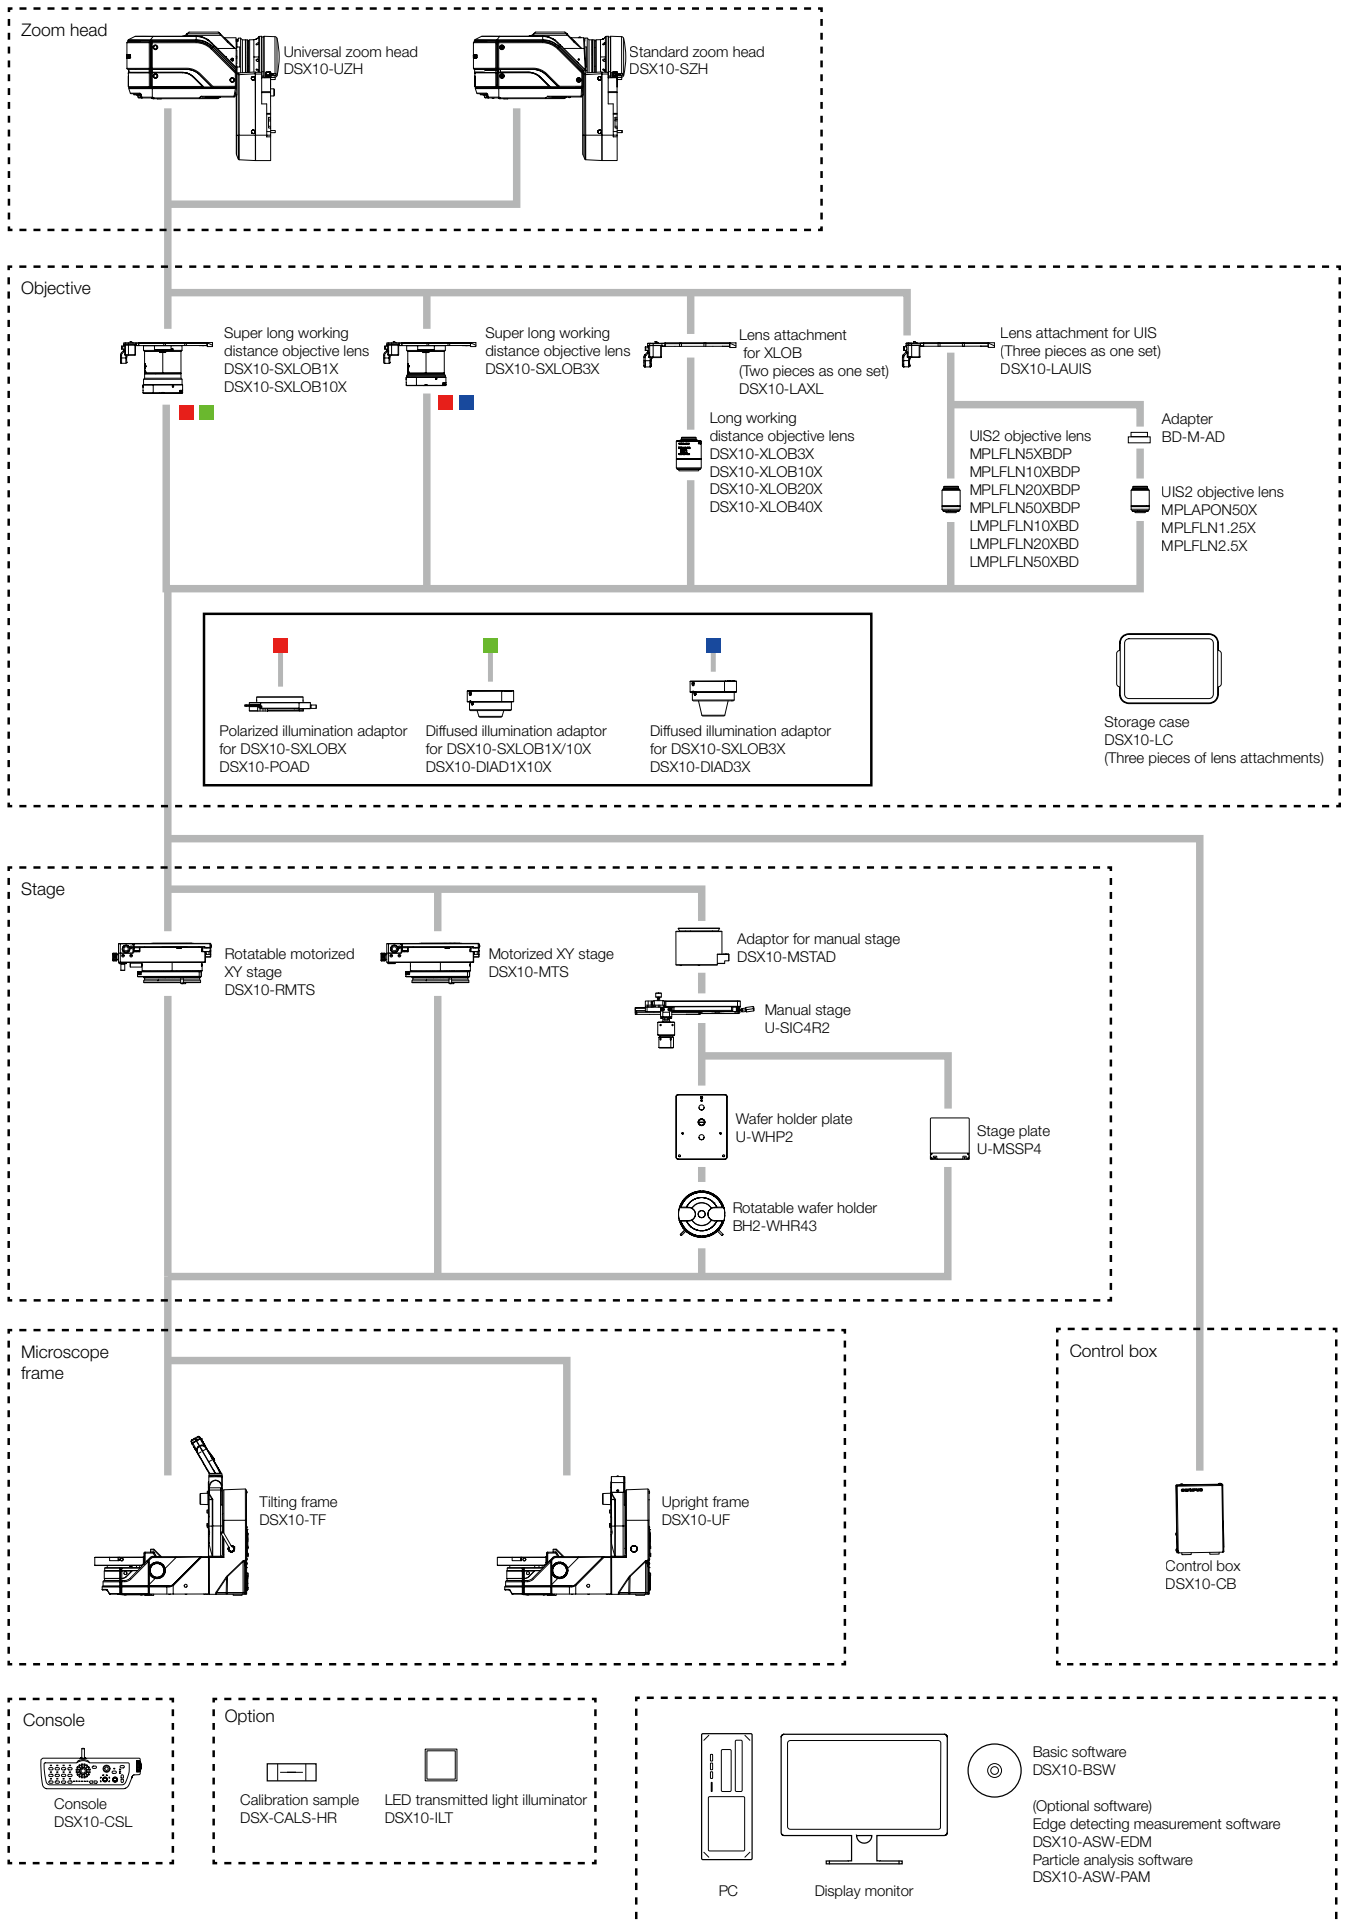 Zoom head
Universal zoom head
DSX10-UZH
Standard zoom head
DSX10-SZH
Objective
Super long working
distance objective lens
DSX10-SXLOB1X
DSX10-SXLOB10X
Super long working
distance objective lens
DSX10-SXLOB3X
Lens attachment
for XLOB
(Two pieces as one set)
DSX10-LAXL
Long working
distance objective lens
DSX10-XLOB3X
DSX10-XLOB10X
DSX10-XLOB20X
DSX10-XLOB40X
Lens attachment for UIS
(Three pieces as one set)
DSX10-LAUIS
UIS2 objective lens
MPLFLN5XBDP
MPLFLN10XBDP
MPLFLN20XBDP
MPLFLN50XBDP
LMPLFLN10XBD
LMPLFLN20XBD
LMPLFLN50XBD
Adapter
BD-M-AD
UIS2 objective lens
MPLAPON50X
MPLFLN1.25X
MPLFLN2.5X
Polarized illumination adaptor
for DSX10-SXLOBX
DSX10-POAD
Diffused illumination adaptor
for DSX10-SXLOB1X/10X
DSX10-DIAD1X10X
Diffused illumination adaptor
for DSX10-SXLOB3X
DSX10-DIAD3X
Storage case
DSX10-LC
(Three pieces of lens attachments)
Stage
Rotatable motorized
XY stage
DSX10-RMTS
Motorized XY stage
DSX10-MTS
Adaptor for manual stage
DSX10-MSTAD
Manual stage
U-SIC4R2
Wafer holder plate
U-WHP2
Stage plate
U-MSSP4
Rotatable wafer holder
BH2-WHR43
Microscope
frame
Tilting frame
DSX10-TF
Upright frame
DSX10-UF
Control box
OLYMPUS
Control box
DSX10-CB
Console
Console
DSX10-CSL
Option
Calibration sample
DSX-CALS-HR
LED transmitted light illuminator
DSX10-ILT
PC
Display monitor
Basic software
DSX10-BSW
(Optional software)
Edge detecting measurement software
DSX10-ASW-EDM
Particle analysis software
DSX10-ASW-PAM